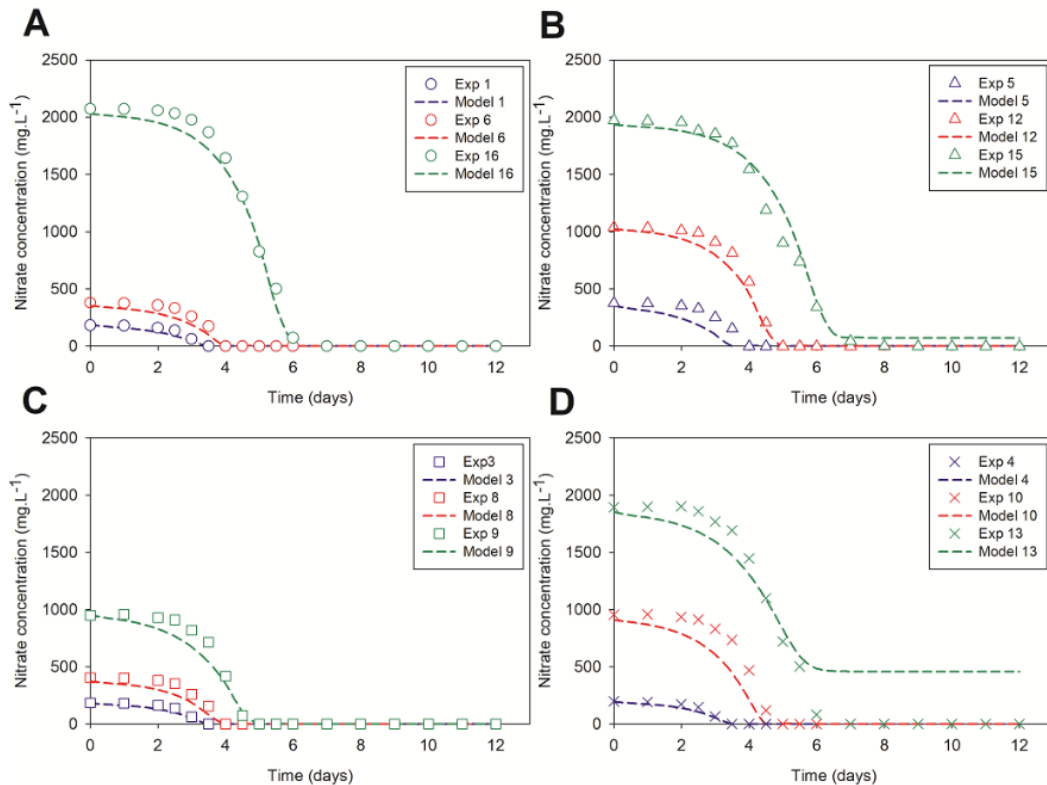 A
2500
2000
1500
1000
500
0
Nitrate concentration (mg.L⁻¹)
Exp 1
Model 1
Exp 6
Model 6
Exp 16
Model 16
0 2 4 6 8 10 12
Time (days)
B
2500
2000
1500
1000
500
0
Nitrate concentration (mg.L⁻¹)
Exp 5
Model 5
Exp 12
Model 12
Exp 15
Model 15
0 2 4 6 8 10 12
Time (days)
C
2500
2000
1500
1000
500
0
Nitrate concentration (mg.L⁻¹)
Exp3
Model 3
Exp 8
Model 8
Exp 9
Model 9
0 2 4 6 8 10 12
Time (days)
D
2500
2000
1500
1000
500
0
Nitrate concentration (mg.L⁻¹)
Exp 4
Model 4
Exp 10
Model 10
Exp 13
Model 13
0 2 4 6 8 10 12
Time (days)